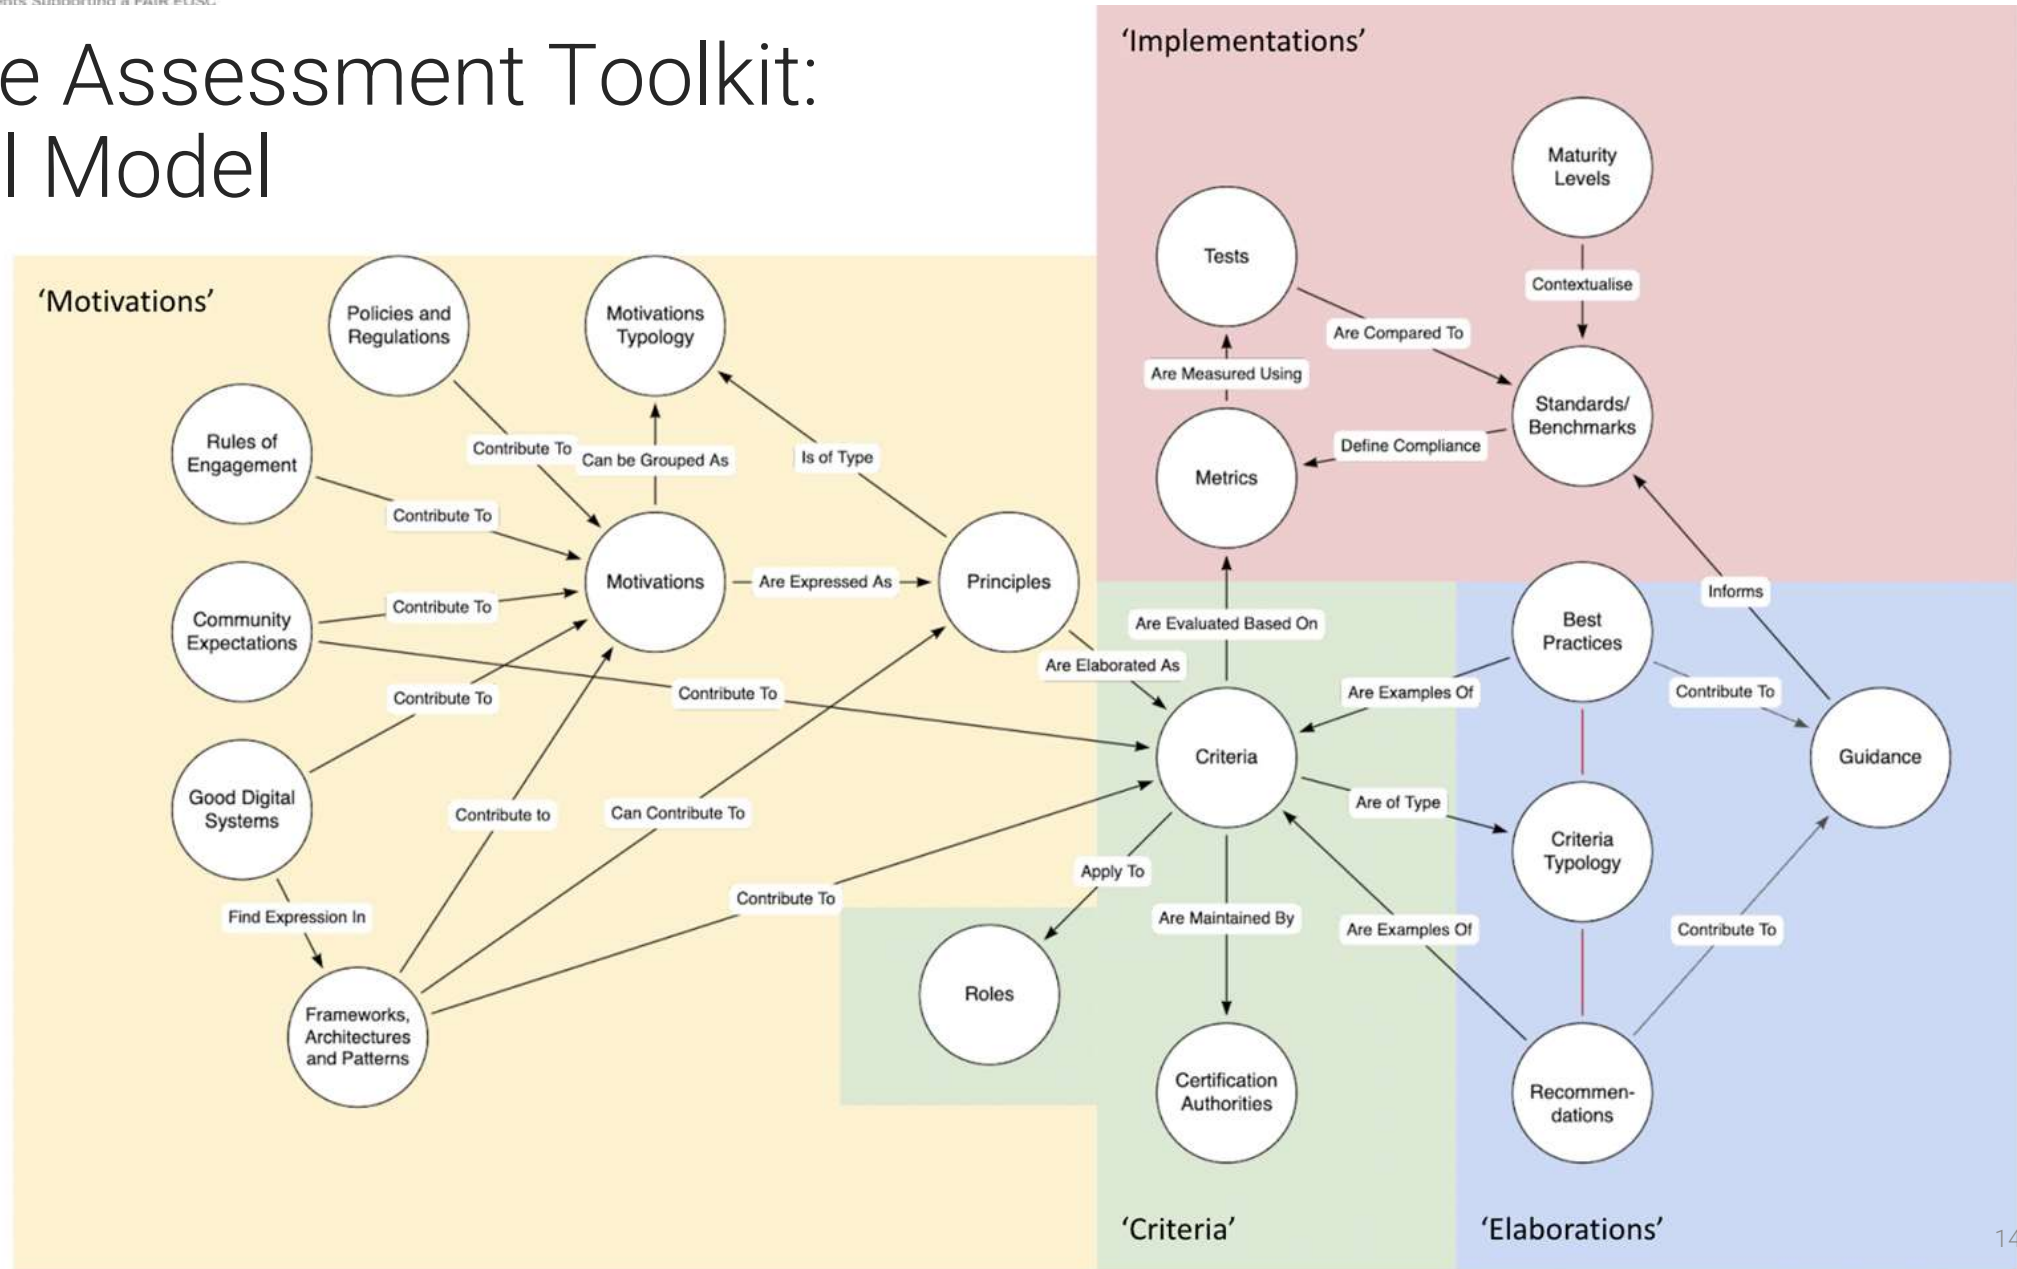 ents Supporting a FAIR EOSC
e Assessment Toolkit:
l Model
‘Implementations’
Maturity
Levels
Tests
Contextualise
Are Compared To
Are Measured Using
Standards/
Benchmarks
Define Compliance
Metrics
Informs
‘Motivations’
Policies and
Regulations
Motivations
Typology
Rules of
Engagement
Contribute To
Can be Grouped As
Is of Type
Contribute To
Motivations
Are Expressed As
Principles
Community
Expectations
Contribute To
Contribute To
Contribute To
Good Digital
Systems
Contribute to
Can Contribute To
Contribute To
Find Expression In
Frameworks,
Architectures
and Patterns
Are Evaluated Based On
Are Elaborated As
Criteria
Apply To
Are Maintained By
Roles
Certification
Authorities
‘Criteria’
Best
Practices
Are Examples Of
Contribute To
Guidance
Are of Type
Criteria
Typology
Are Examples Of
Contribute To
Recommen-
dations
‘Elaborations’
14